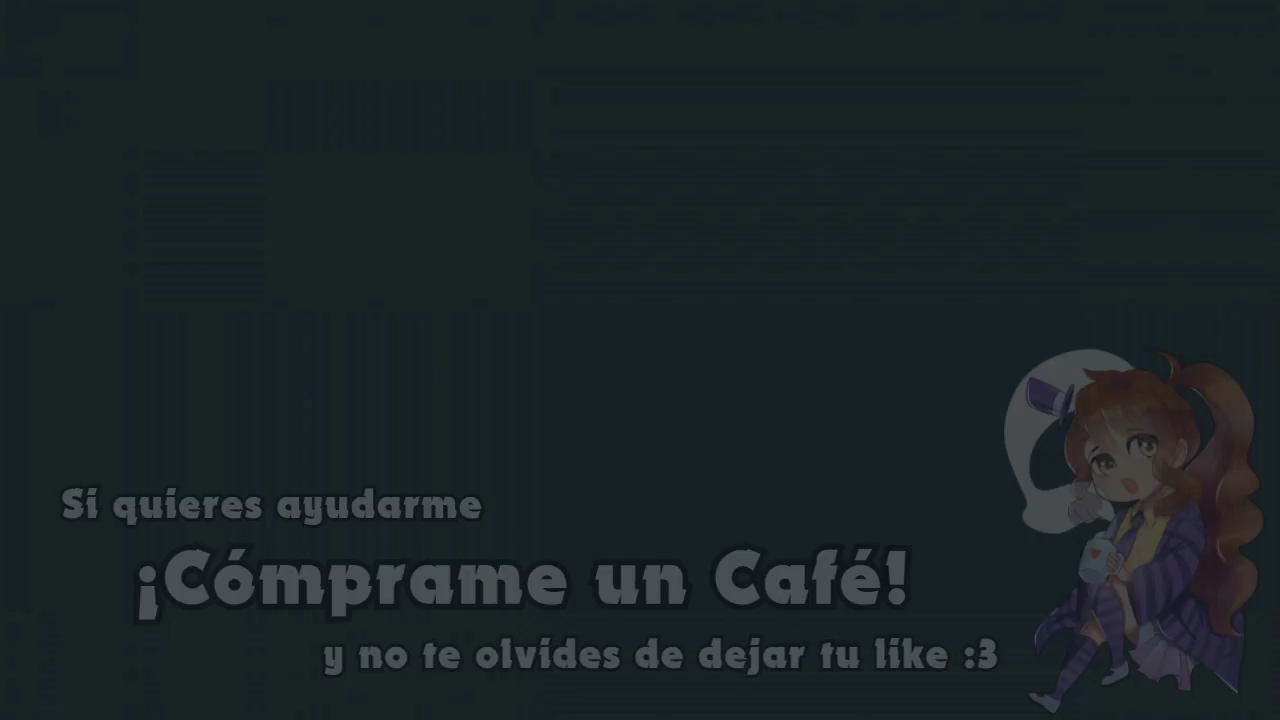 Si quieres ayudarme
¡Cómprame un Café!
y no te olvides de dejar tu like :3